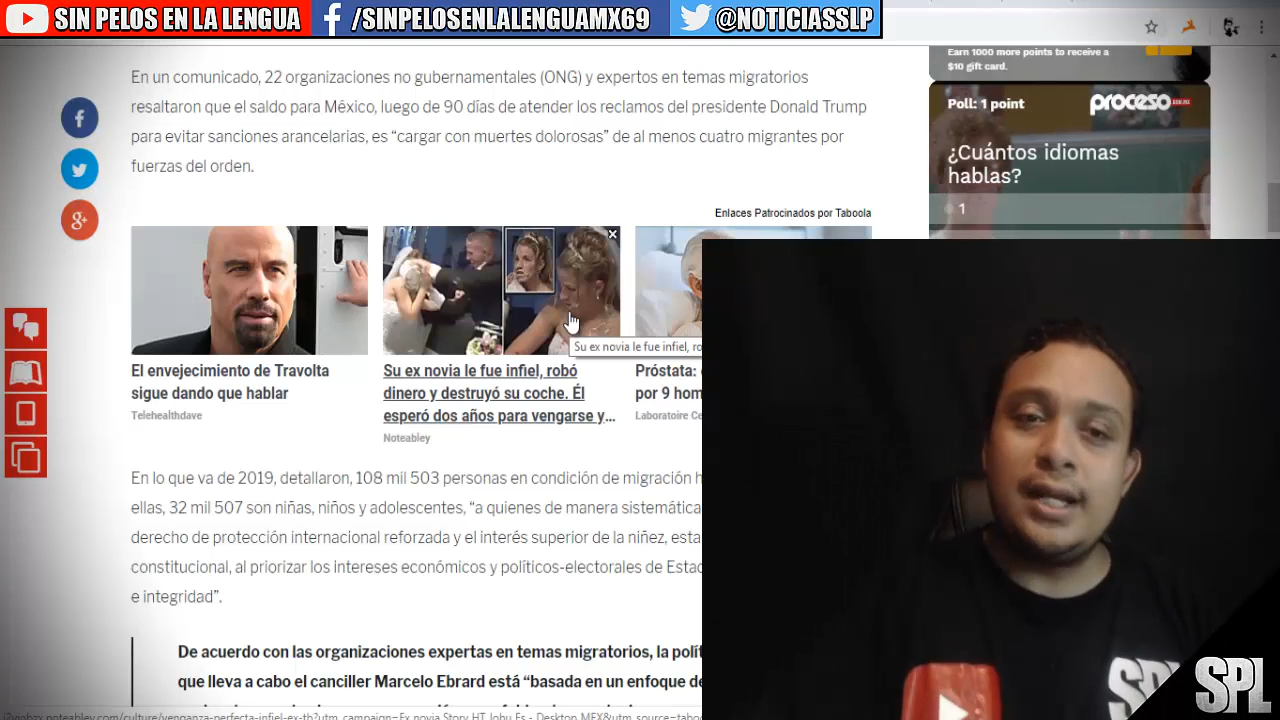 SIN PELOS EN LA LENGUA
/SINPELOSENLALENGUAMX69
@NOTICIASSLP
En un comunicado, 22 organizaciones no gubernamentales (ONG) y expertos en temas migratorios
resaltaron que el saldo para México, luego de 90 días de atender los reclamos del presidente Donald Trump
para evitar sanciones arancelarias, es “cargar con muertes dolorosas” de al menos cuatro migrantes por
fuerzas del orden.
Earn 1000 more points to receive a
$10 gift card.
Poll: 1 point
proceso
¿Cuántos idiomas
hablas?
1
Enlaces Patrocinados por Taboola
Su ex novia le fue infiel, ro
El envejecimiento de Travolta
sigue dando que hablar
Telehealthdave
Su ex novia le fue infiel, robó
dinero y destruyó su coche. Él
esperó dos años para vengarse y...
Noteabley
Próstata:
por 9 hom
Laboratoire Ce
En lo que va de 2019, detallaron, 108 mil 503 personas en condición de migración h
ellas, 32 mil 507 son niñas, niños y adolescentes, “a quienes de manera sistemática
derecho de protección internacional reforzada y el interés superior de la niñez, esta
constitucional, al priorizar los intereses económicos y políticos-electorales de Estad
e integridad”.
De acuerdo con las organizaciones expertas en temas migratorios, la polít
que lleva a cabo el canciller Marcelo Ebrard está “basada en un enfoque de
SPL
SPL